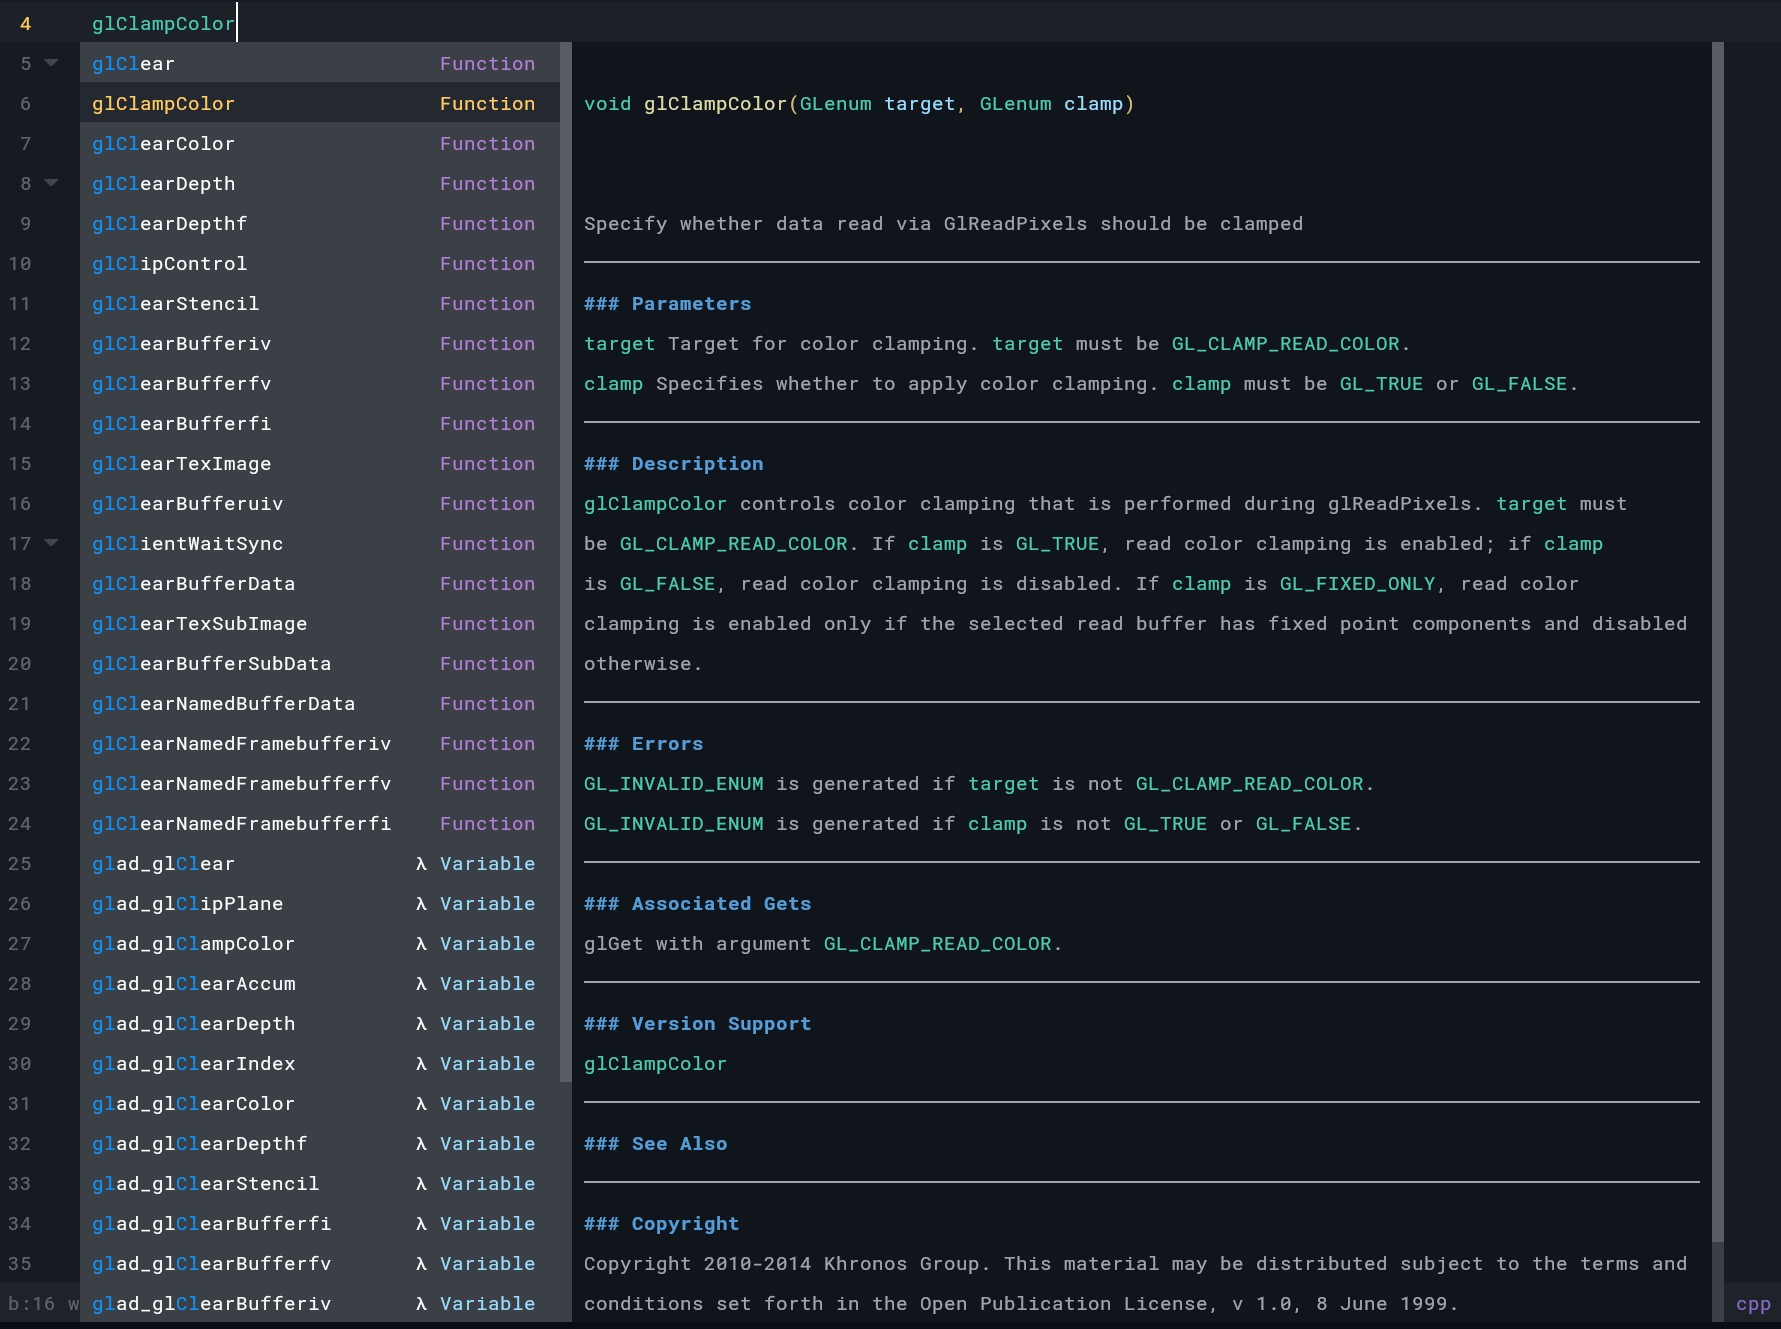 4 glClampColor
5 glClear Function
6 glClampColor Function void glClampColor(GLenum target, GLenum clamp)
7 glClearColor Function
8 glClearDepth Function
9 glClearDepthf Function Specify whether data read via GlReadPixels should be clamped
10 glClipControl Function
11 glClearStencil Function ### Parameters
12 glClearBufferiv Function target Target for color clamping. target must be GL_CLAMP_READ_COLOR.
13 glClearBufferfv Function clamp Specifies whether to apply color clamping. clamp must be GL_TRUE or GL_FALSE.
14 glClearBufferfi Function
15 glClearTexImage Function ### Description
16 glClearBufferuiv Function glClampColor controls color clamping that is performed during glReadPixels. target must
17 glClientWaitSync Function be GL_CLAMP_READ_COLOR. If clamp is GL_TRUE, read color clamping is enabled; if clamp
18 glClearBufferData Function is GL_FALSE, read color clamping is disabled. If clamp is GL_FIXED_ONLY, read color
19 glClearTexSubImage Function clamping is enabled only if the selected read buffer has fixed point components and disabled
20 glClearBufferSubData Function otherwise.
21 glClearNamedBufferData Function
22 glClearNamedFramebufferiv Function ### Errors
23 glClearNamedFramebufferfv Function GL_INVALID_ENUM is generated if target is not GL_CLAMP_READ_COLOR.
24 glClearNamedFramebufferfi Function GL_INVALID_ENUM is generated if clamp is not GL_TRUE or GL_FALSE.
25 glad_glClear λ Variable
26 glad_glClipPlane λ Variable ### Associated Gets
27 glad_glClampColor λ Variable glGet with argument GL_CLAMP_READ_COLOR.
28 glad_glClearAccum λ Variable
29 glad_glClearDepth λ Variable ### Version Support
30 glad_glClearIndex λ Variable glClampColor
31 glad_glClearColor λ Variable
32 glad_glClearDepthf λ Variable ### See Also
33 glad_glClearStencil λ Variable
34 glad_glClearBufferfi λ Variable ### Copyright
35 glad_glClearBufferfv λ Variable Copyright 2010-2014 Khronos Group. This material may be distributed subject to the terms and
b:16 w glad_glClearBufferiv λ Variable conditions set forth in the Open Publication License, v 1.0, 8 June 1999. cpp